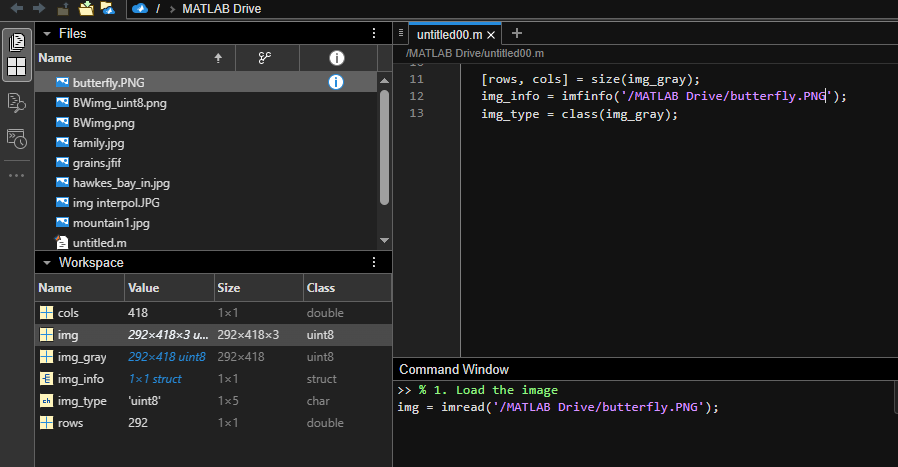 / > MATLAB Drive
Files
Name
butterfly.PNG
BWimg_uint8.png
BWimg.png
family.jpg
grains.jfif
hawkes_bay_in.jpg
img interpol.JPG
mountain1.jpg
untitled.m
Workspace
Name Value Size Class
cols 418 1×1 double
img 292×418×3 u... 292×418×3 uint8
img_gray 292×418 uint8 292×418 uint8
img_info 1×1 struct 1×1 struct
img_type 'uint8' 1×5 char
rows 292 1×1 double
untitled00.m × +
/MATLAB Drive/untitled00.m
11 [rows, cols] = size(img_gray);
12 img_info = imfinfo('/MATLAB Drive/butterfly.PNG');
13 img_type = class(img_gray);
Command Window
>> % 1. Load the image
img = imread('/MATLAB Drive/butterfly.PNG');